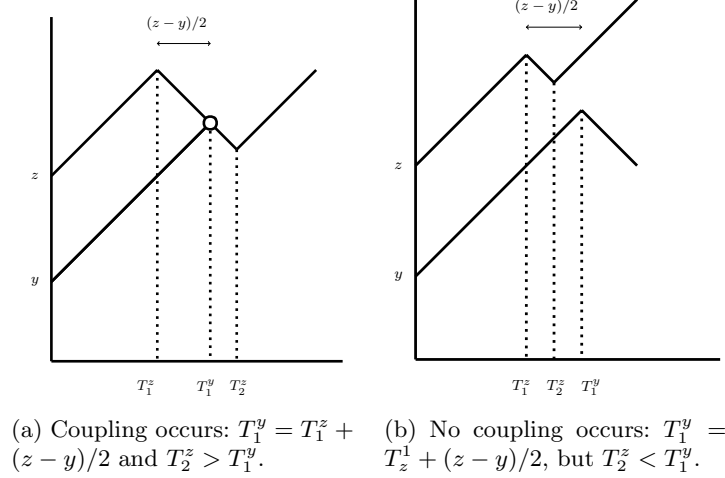 (z − y)/2
z
y
T_1^z
T_1^y
T_2^z
(a) Coupling occurs: T_1^y = T_1^z +
(z − y)/2 and T_2^z > T_1^y.
(z − y)/2
z
y
T_1^z
T_2^z
T_1^y
(b) No coupling occurs: T_1^y =
T_z^1 + (z − y)/2, but T_2^z < T_1^y.